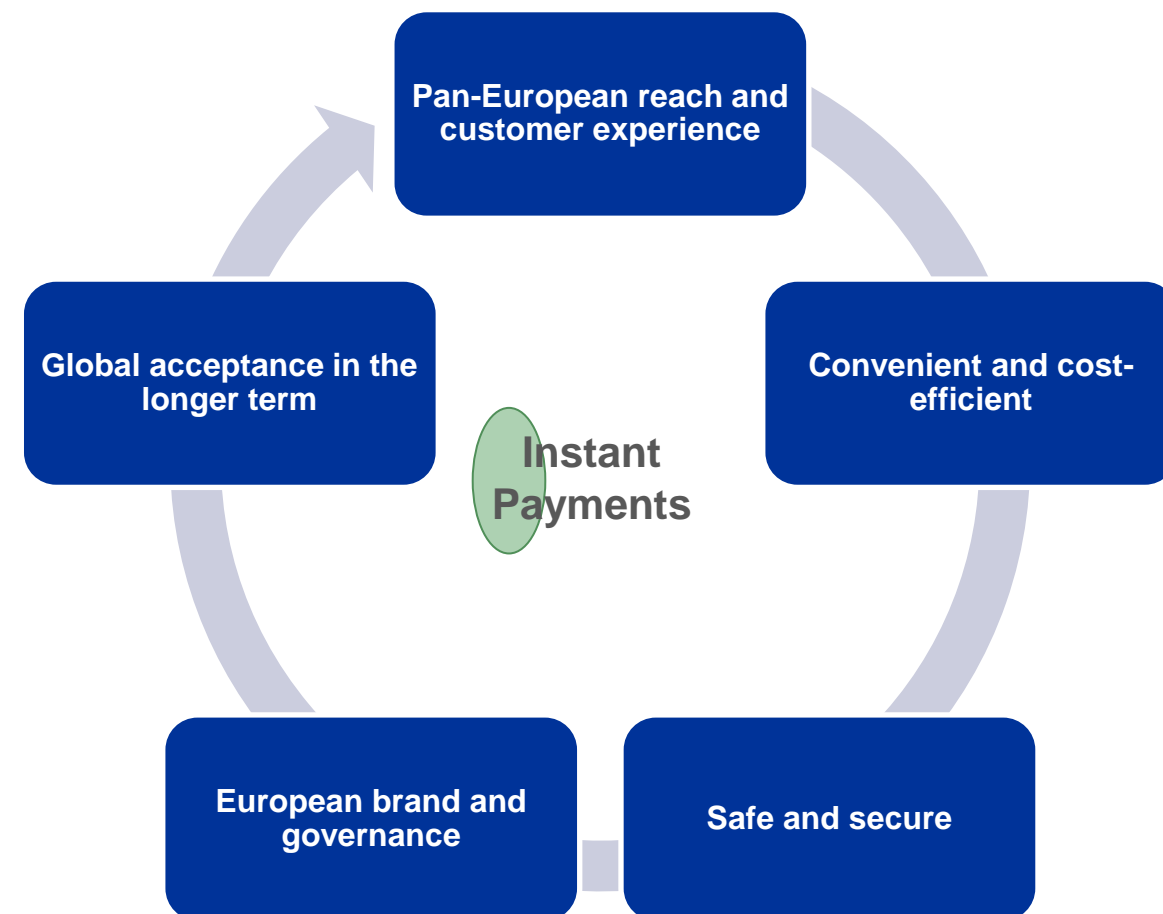 Pan-European reach and
customer experience
Convenient and cost-
efficient
Safe and secure
European brand and
governance
Global acceptance in the
longer term
Instant
Payments